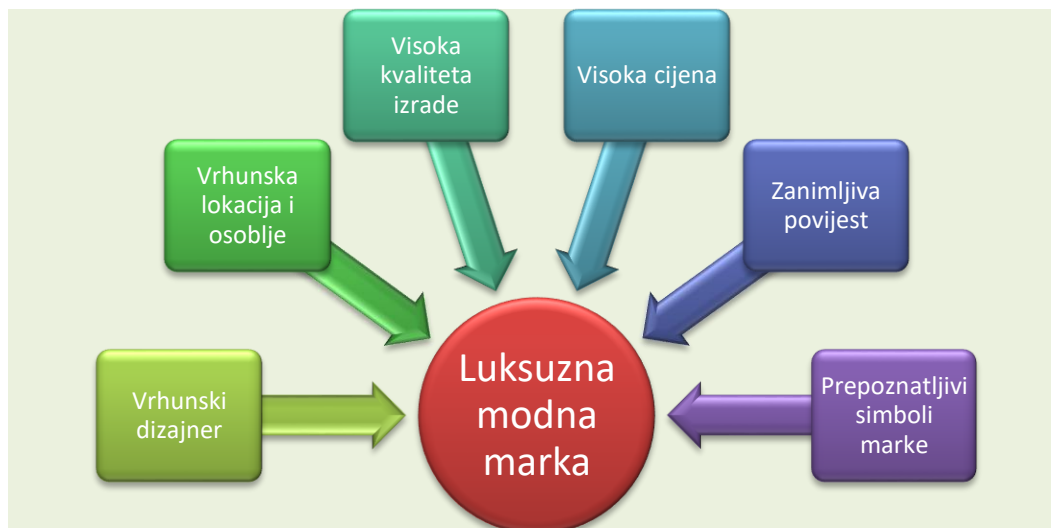 Visoka
kvaliteta
izrade
Visoka cijena
Vrhunska
lokacija i
osoblje
Zanimljiva
povijest
Vrhunski
dizajner
Luksuzna
modna
marka
Prepoznatljivi
simboli
marke